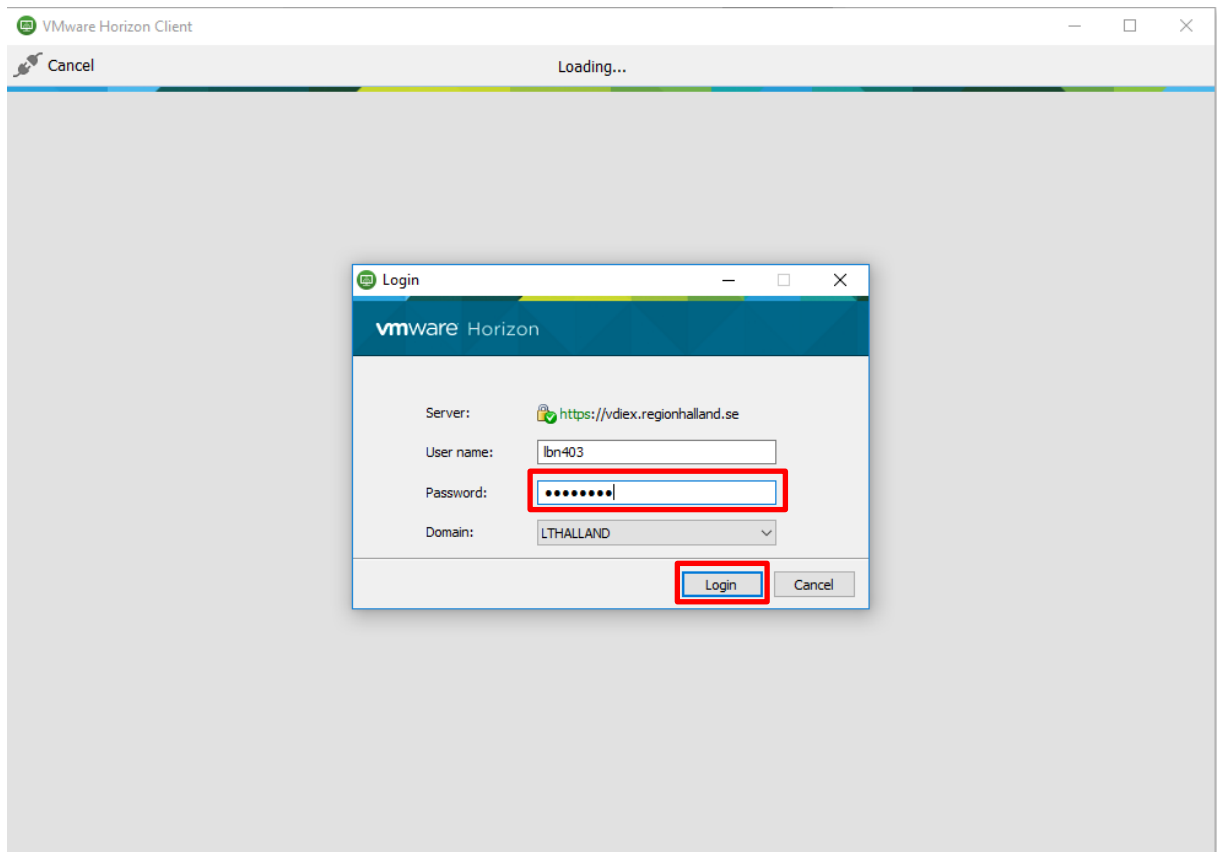 VMware Horizon Client
Cancel
Loading...
Login
vmware Horizon
Server: https://vdiex.regionhalland.se
User name: lbn403
Password: ••••••••
Domain: LTHALLAND
Login Cancel